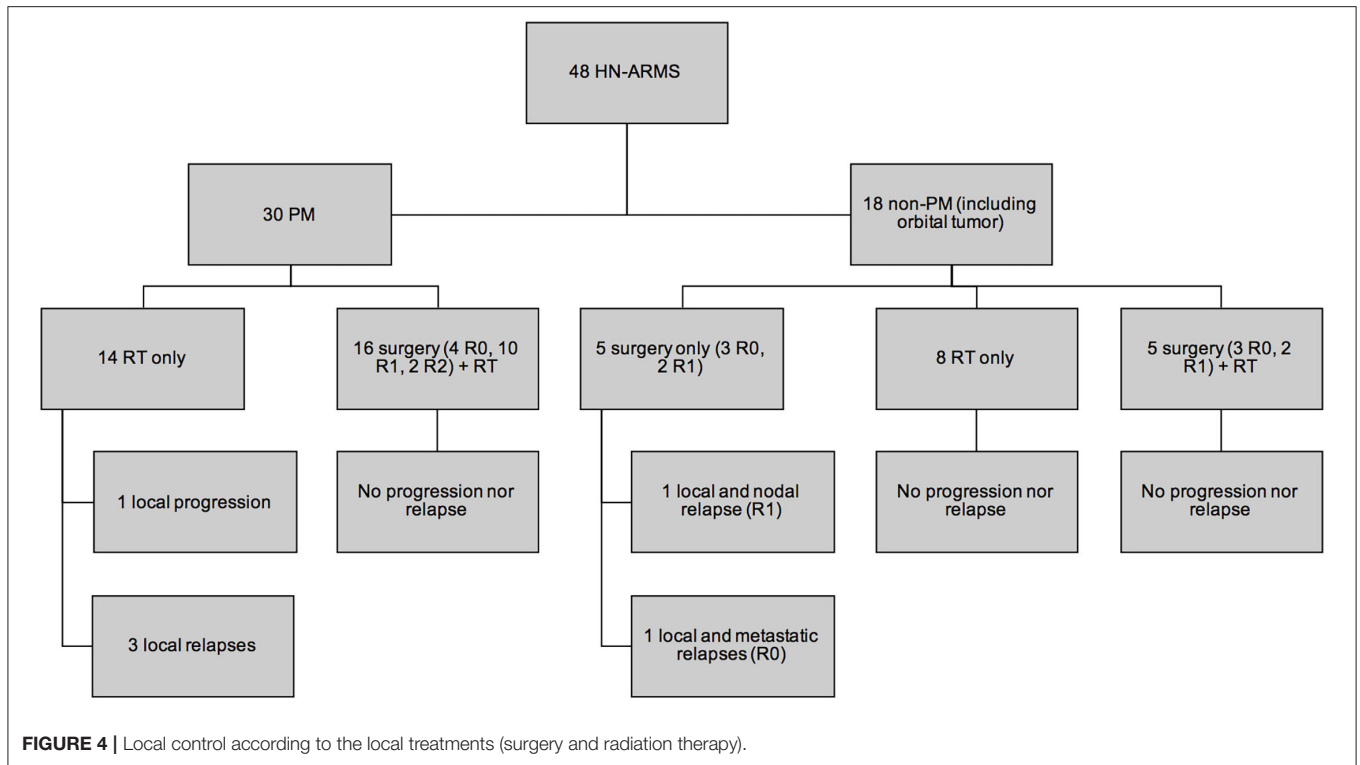 48 HN-ARMS
30 PM
18 non-PM (including
orbital tumor)
14 RT only
16 surgery (4 R0, 10
R1, 2 R2) + RT
5 surgery only (3 R0,
2 R1)
8 RT only
5 surgery (3 R0, 2
R1) + RT
1 local progression
No progression nor
relapse
1 local and nodal
relapse (R1)
No progression nor
relapse
No progression nor
relapse
3 local relapses
1 local and metastatic
relapses (R0)
FIGURE 4 | Local control according to the local treatments (surgery and radiation therapy).